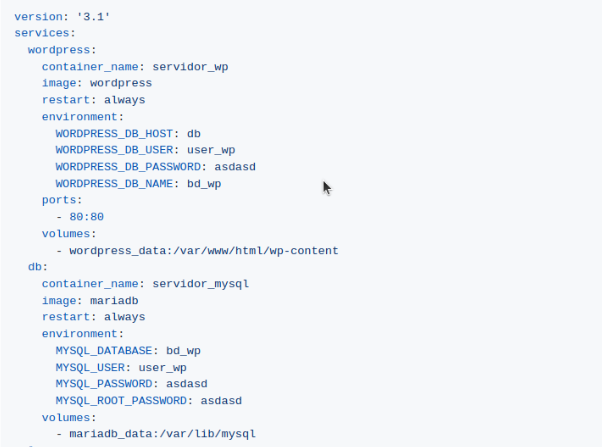 version: '3.1'
services:
  wordpress:
    container_name: servidor_wp
    image: wordpress
    restart: always
    environment:
      WORDPRESS_DB_HOST: db
      WORDPRESS_DB_USER: user_wp
      WORDPRESS_DB_PASSWORD: asdasd
      WORDPRESS_DB_NAME: bd_wp
    ports:
      - 80:80
    volumes:
      - wordpress_data:/var/www/html/wp-content
  db:
    container_name: servidor_mysql
    image: mariadb
    restart: always
    environment:
      MYSQL_DATABASE: bd_wp
      MYSQL_USER: user_wp
      MYSQL_PASSWORD: asdasd
      MYSQL_ROOT_PASSWORD: asdasd
    volumes:
      - mariadb_data:/var/lib/mysql